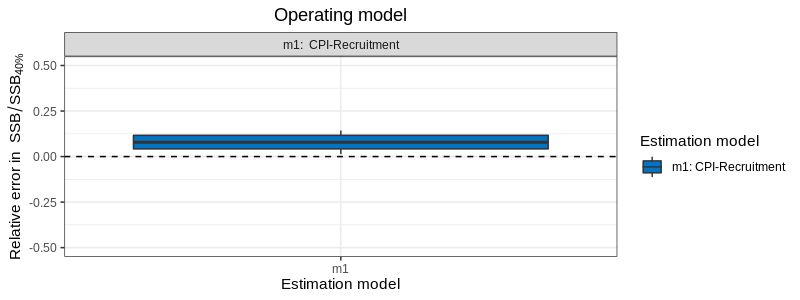 Operating model
m1: CPI-Recruitment
Relative error in SSB/SSB40%
0.50
0.25
0.00
-0.25
-0.50
m1
Estimation model
Estimation model
m1: CPI-Recruitment